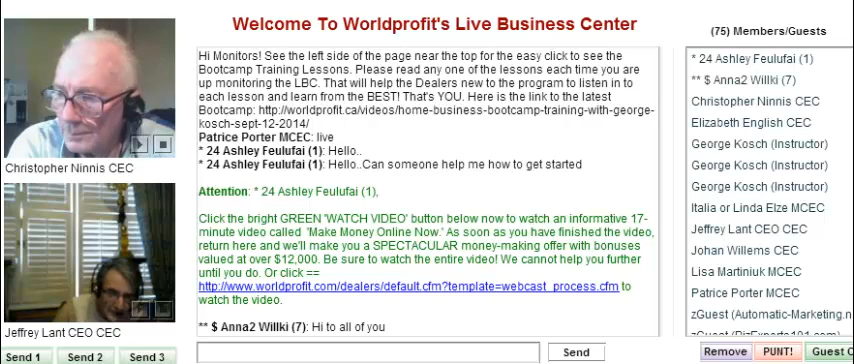 Welcome To Worldprofit's Live Business Center
(75) Members/Guests
Christopher Ninnis CEC
Jeffrey Lant CEO CEC
Send 1
Send 2
Send 3
Hi Monitors! See the left side of the page near the top for the easy click to see the
Bootcamp Training Lessons. Please read any one of the lessons each time you are
up monitoring the LBC. That will help the Dealers new to the program to listen in to
each lesson and learn from the BEST! That's YOU. Here is the link to the latest
Bootcamp: http://worldprofit.ca/videos/home-business-bootcamp-training-with-george-
kosch-sept-12-2014/
Patrice Porter MCEC: live
* 24 Ashley Feulufai (1): Hello..
* 24 Ashley Feulufai (1): Hello..Can someone help me how to get started
Attention: * 24 Ashley Feulufai (1),
Click the bright GREEN 'WATCH VIDEO' button below now to watch an informative 17-
minute video called 'Make Money Online Now.' As soon as you have finished the video,
return here and we'll make you a SPECTACULAR money-making offer with bonuses
valued at over $12,000. Be sure to watch the entire video! We cannot help you further
until you do. Or click ==
http://www.worldprofit.com/dealers/default.cfm?template=webcast_process.cfm to
watch the video.
** $ Anna2 Willki (7): Hi to all of you
Send
* 24 Ashley Feulufai (1)
** $ Anna2 Willki (7)
Christopher Ninnis CEC
Elizabeth English CEC
George Kosch (Instructor)
George Kosch (Instructor)
George Kosch (Instructor)
Italia or Linda Elze MCEC
Jeffrey Lant CEO CEC
Johan Willems CEC
Lisa Martiniuk MCEC
Patrice Porter MCEC
zGuest (Automatic-Marketing.n
zGuest (BizExperts101.com)
Remove
PUNT!
Guest C